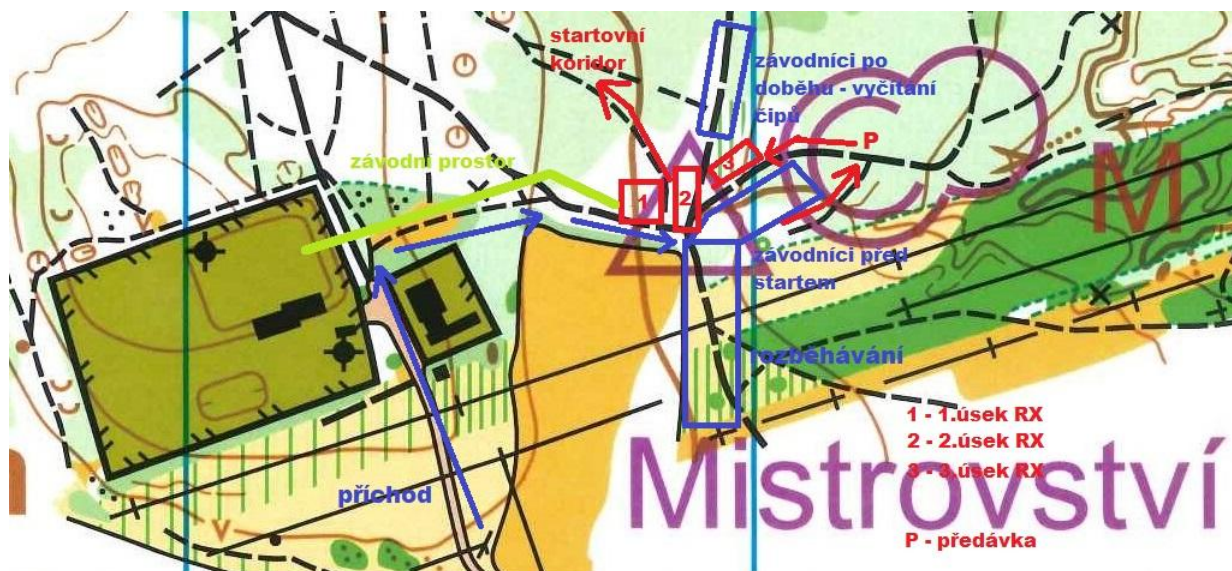 startovní
koridor
závodníci po
doběhu - vyčítání
čipů
závodní prostor
P
1
2
3
M
závodníci před
startem
rozběhávání
příchod
1 - 1.úsek RX
2 - 2.úsek RX
3 - 3.úsek RX
Mistrovství
P - předávka